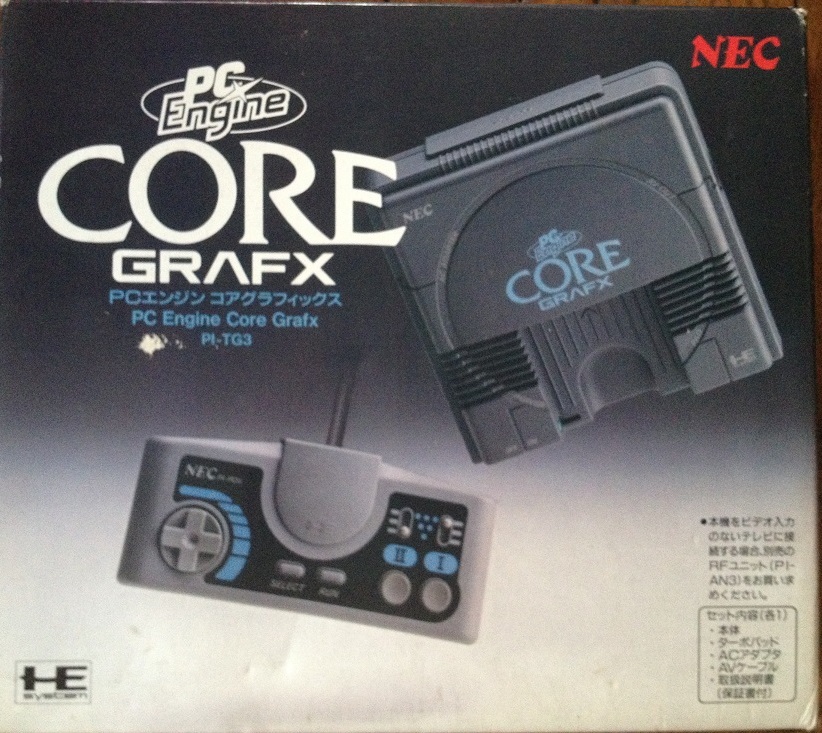 NEC
PC
Engine
CORE
GRAFX
PCエンジン コアグラフィックス
PC Engine Core Grafx
PI-TG3
NEC
PC
Engine
CORE
GRAFX
HE
NEC
SELECT
RUN
II
I
●本機をビデオ入力
のないテレビに接
続する場合、別売の
RFユニット(PI-
AN3)をお買い求
めください。
セット内容(各1)
・本体
・ターボパッド
・ACアダプタ
・AVケーブル
・取扱説明書
(保証書付)
HE
system